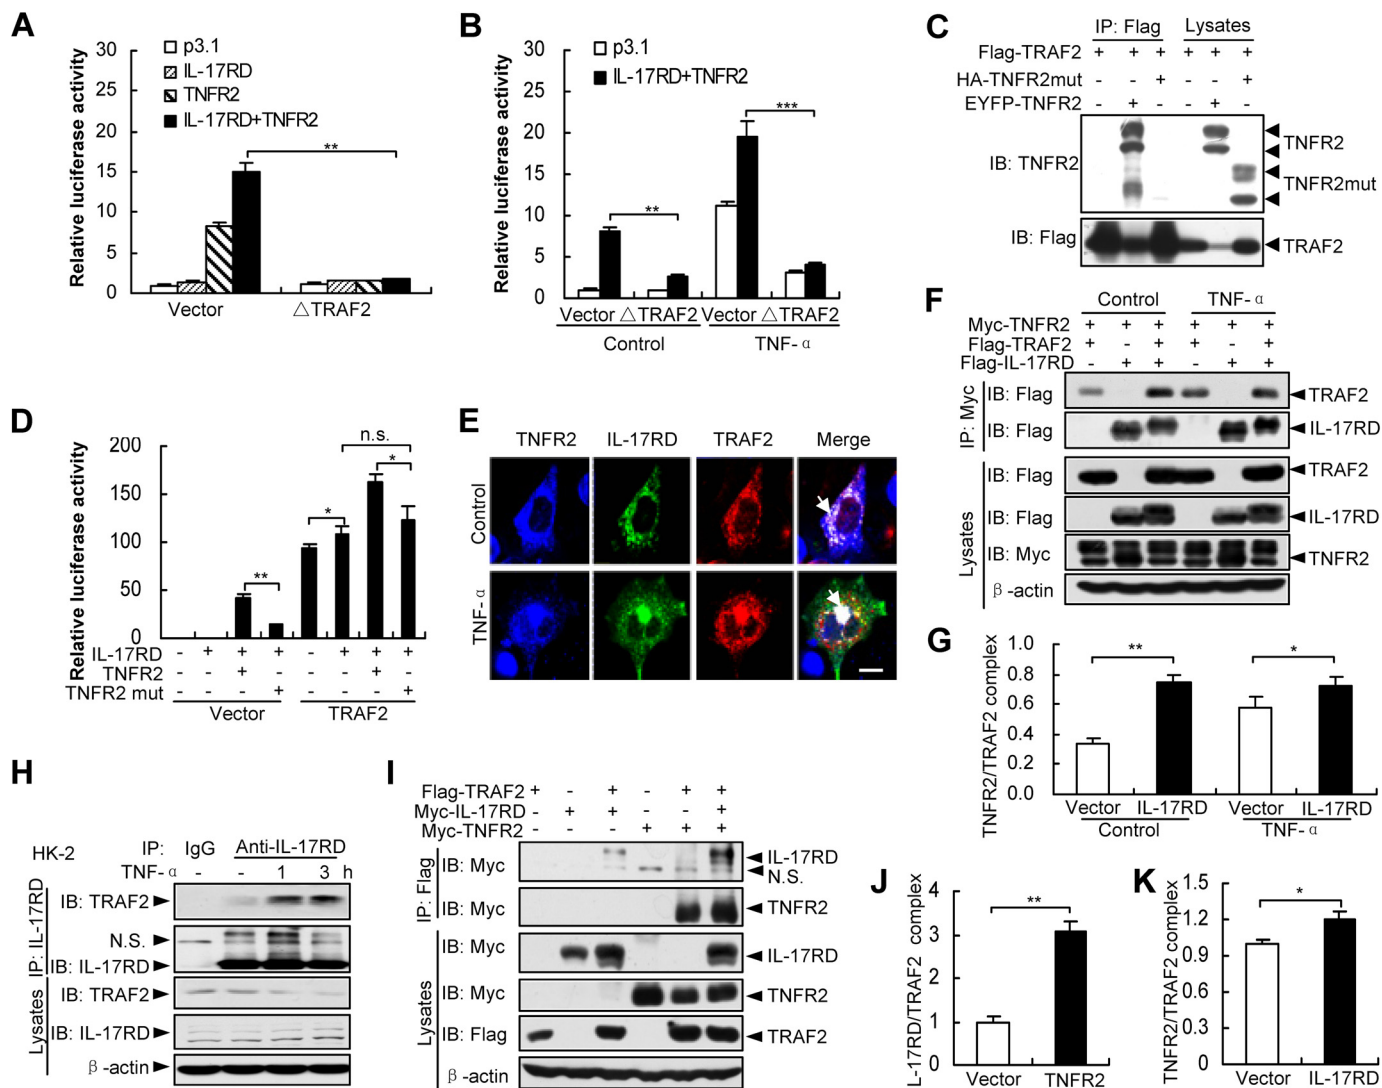 A
Relative luciferase activity
30
25
20
15
10
5
0
p3.1
IL-17RD
TNFR2
IL-17RD+TNFR2
**
Vector
△TRAF2
B
Relative luciferase activity
30
25
20
15
10
5
0
p3.1
IL-17RD+TNFR2
**
***
Vector △TRAF2 Vector △TRAF2
Control
TNF-α
C
IP: Flag Lysates
Flag-TRAF2 + + + + + +
HA-TNFR2mut - - + - - +
EYFP-TNFR2 - + - - + -
IB: TNFR2
TNFR2
TNFR2mut
IB: Flag
TRAF2
D
Relative luciferase activity
200
150
100
50
0
**
*
n.s.
*
IL-17RD - + + + - + + +
TNFR2 - - + - - - + -
TNFR2 mut - - - + - - - +
Vector
TRAF2
E
TNFR2 IL-17RD TRAF2 Merge
Control
TNF-α
F
Control TNF-α
Myc-TNFR2 + + + + + +
Flag-TRAF2 + - + + - +
Flag-IL-17RD - + + - + +
IP: Myc
IB: Flag TRAF2
IB: Flag IL-17RD
Lysates
IB: Flag TRAF2
IB: Flag IL-17RD
IB: Myc TNFR2
β-actin
G
TNFR2/TRAF2 complex
1.0
0.8
0.6
0.4
0.2
0.0
**
*
Vector IL-17RD Vector IL-17RD
Control
TNF-α
H
HK-2 IP: IgG Anti-IL-17RD
TNF-α - - 1 3 h
IP: IL-17RD
IB: TRAF2
N.S.
IB: IL-17RD
Lysates
IB: TRAF2
IB: IL-17RD
β-actin
I
Flag-TRAF2 + - + - + +
Myc-IL-17RD - + + - - +
Myc-TNFR2 - - - + + +
IP: Flag
IB: Myc IL-17RD
N.S.
IB: Myc TNFR2
Lysates
IB: Myc IL-17RD
IB: Myc TNFR2
IB: Flag TRAF2
β-actin
J
L-17RD/TRAF2 complex
4
3
2
1
0
**
Vector TNFR2
K
TNFR2/TRAF2 complex
1.5
1.2
0.9
0.6
0.3
0
*
Vector IL-17RD